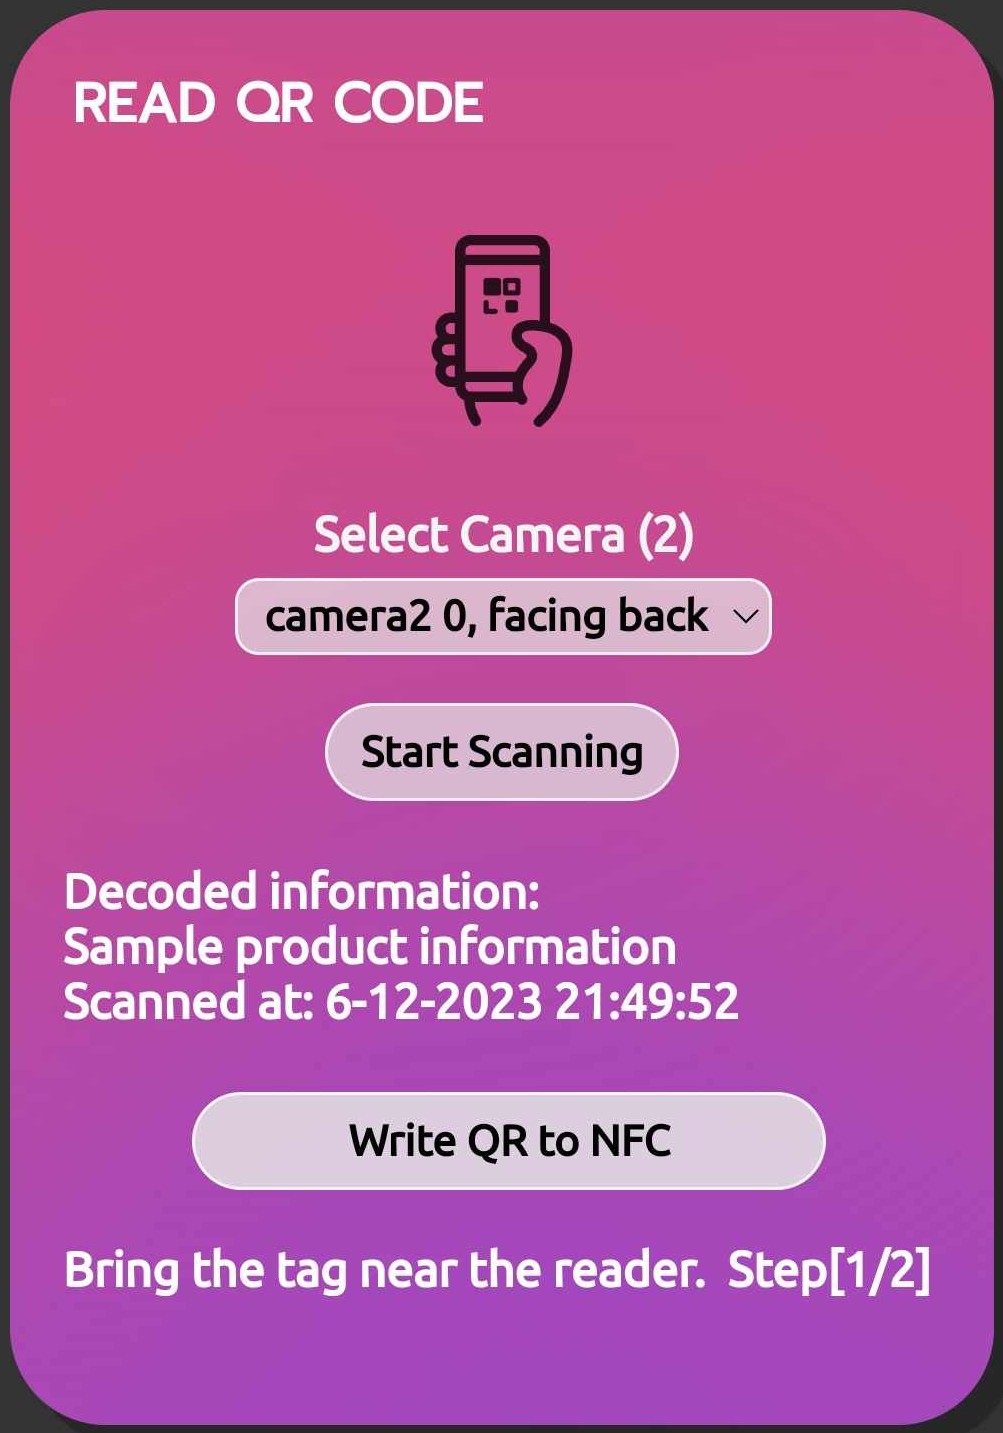 READ QR CODE
Select Camera (2)
camera2 0, facing back
Start Scanning
Decoded information:
Sample product information
Scanned at: 6-12-2023 21:49:52
Write QR to NFC
Bring the tag near the reader.  Step[1/2]